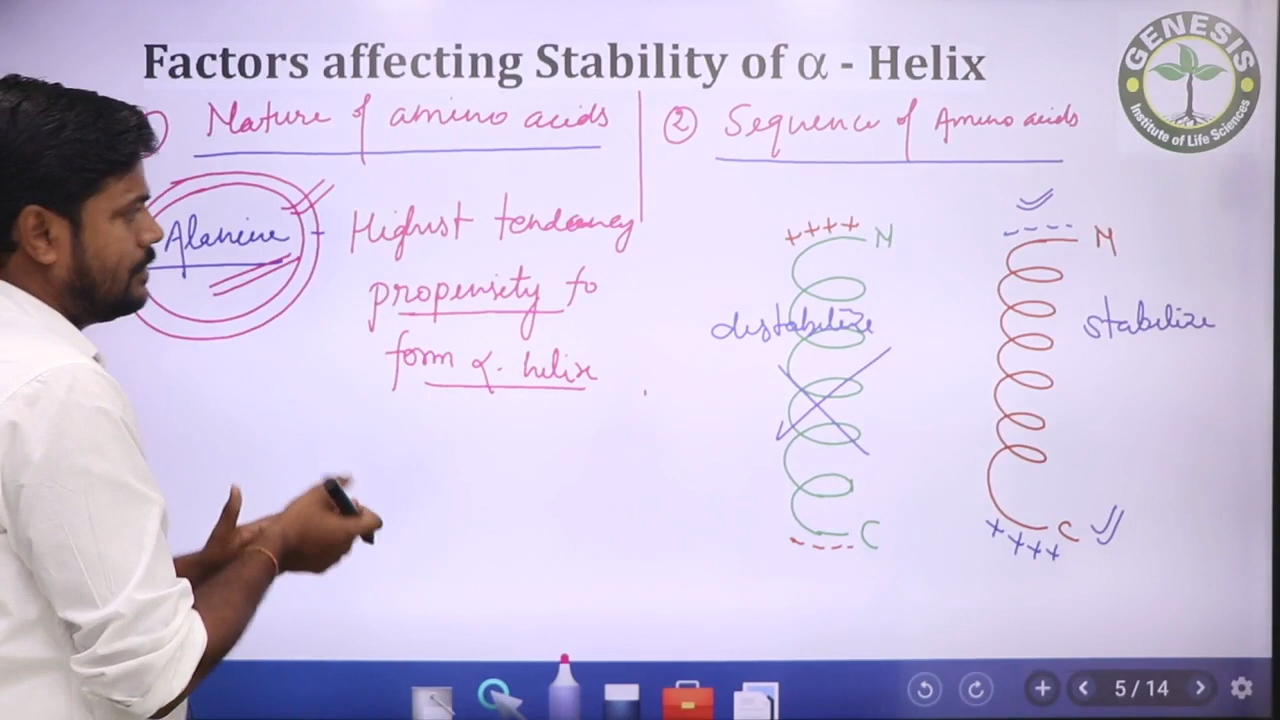 Factors affecting Stability of α - Helix
GENESIS
Institute of Life Sciences
) Nature of amino acids
② Sequence of Amino acids
Alanine - Highest tendency
propensity to
form α. helix
++++ N
distabilize
C
- - - -
- - - - N
stabilize
C
++++
5 / 14